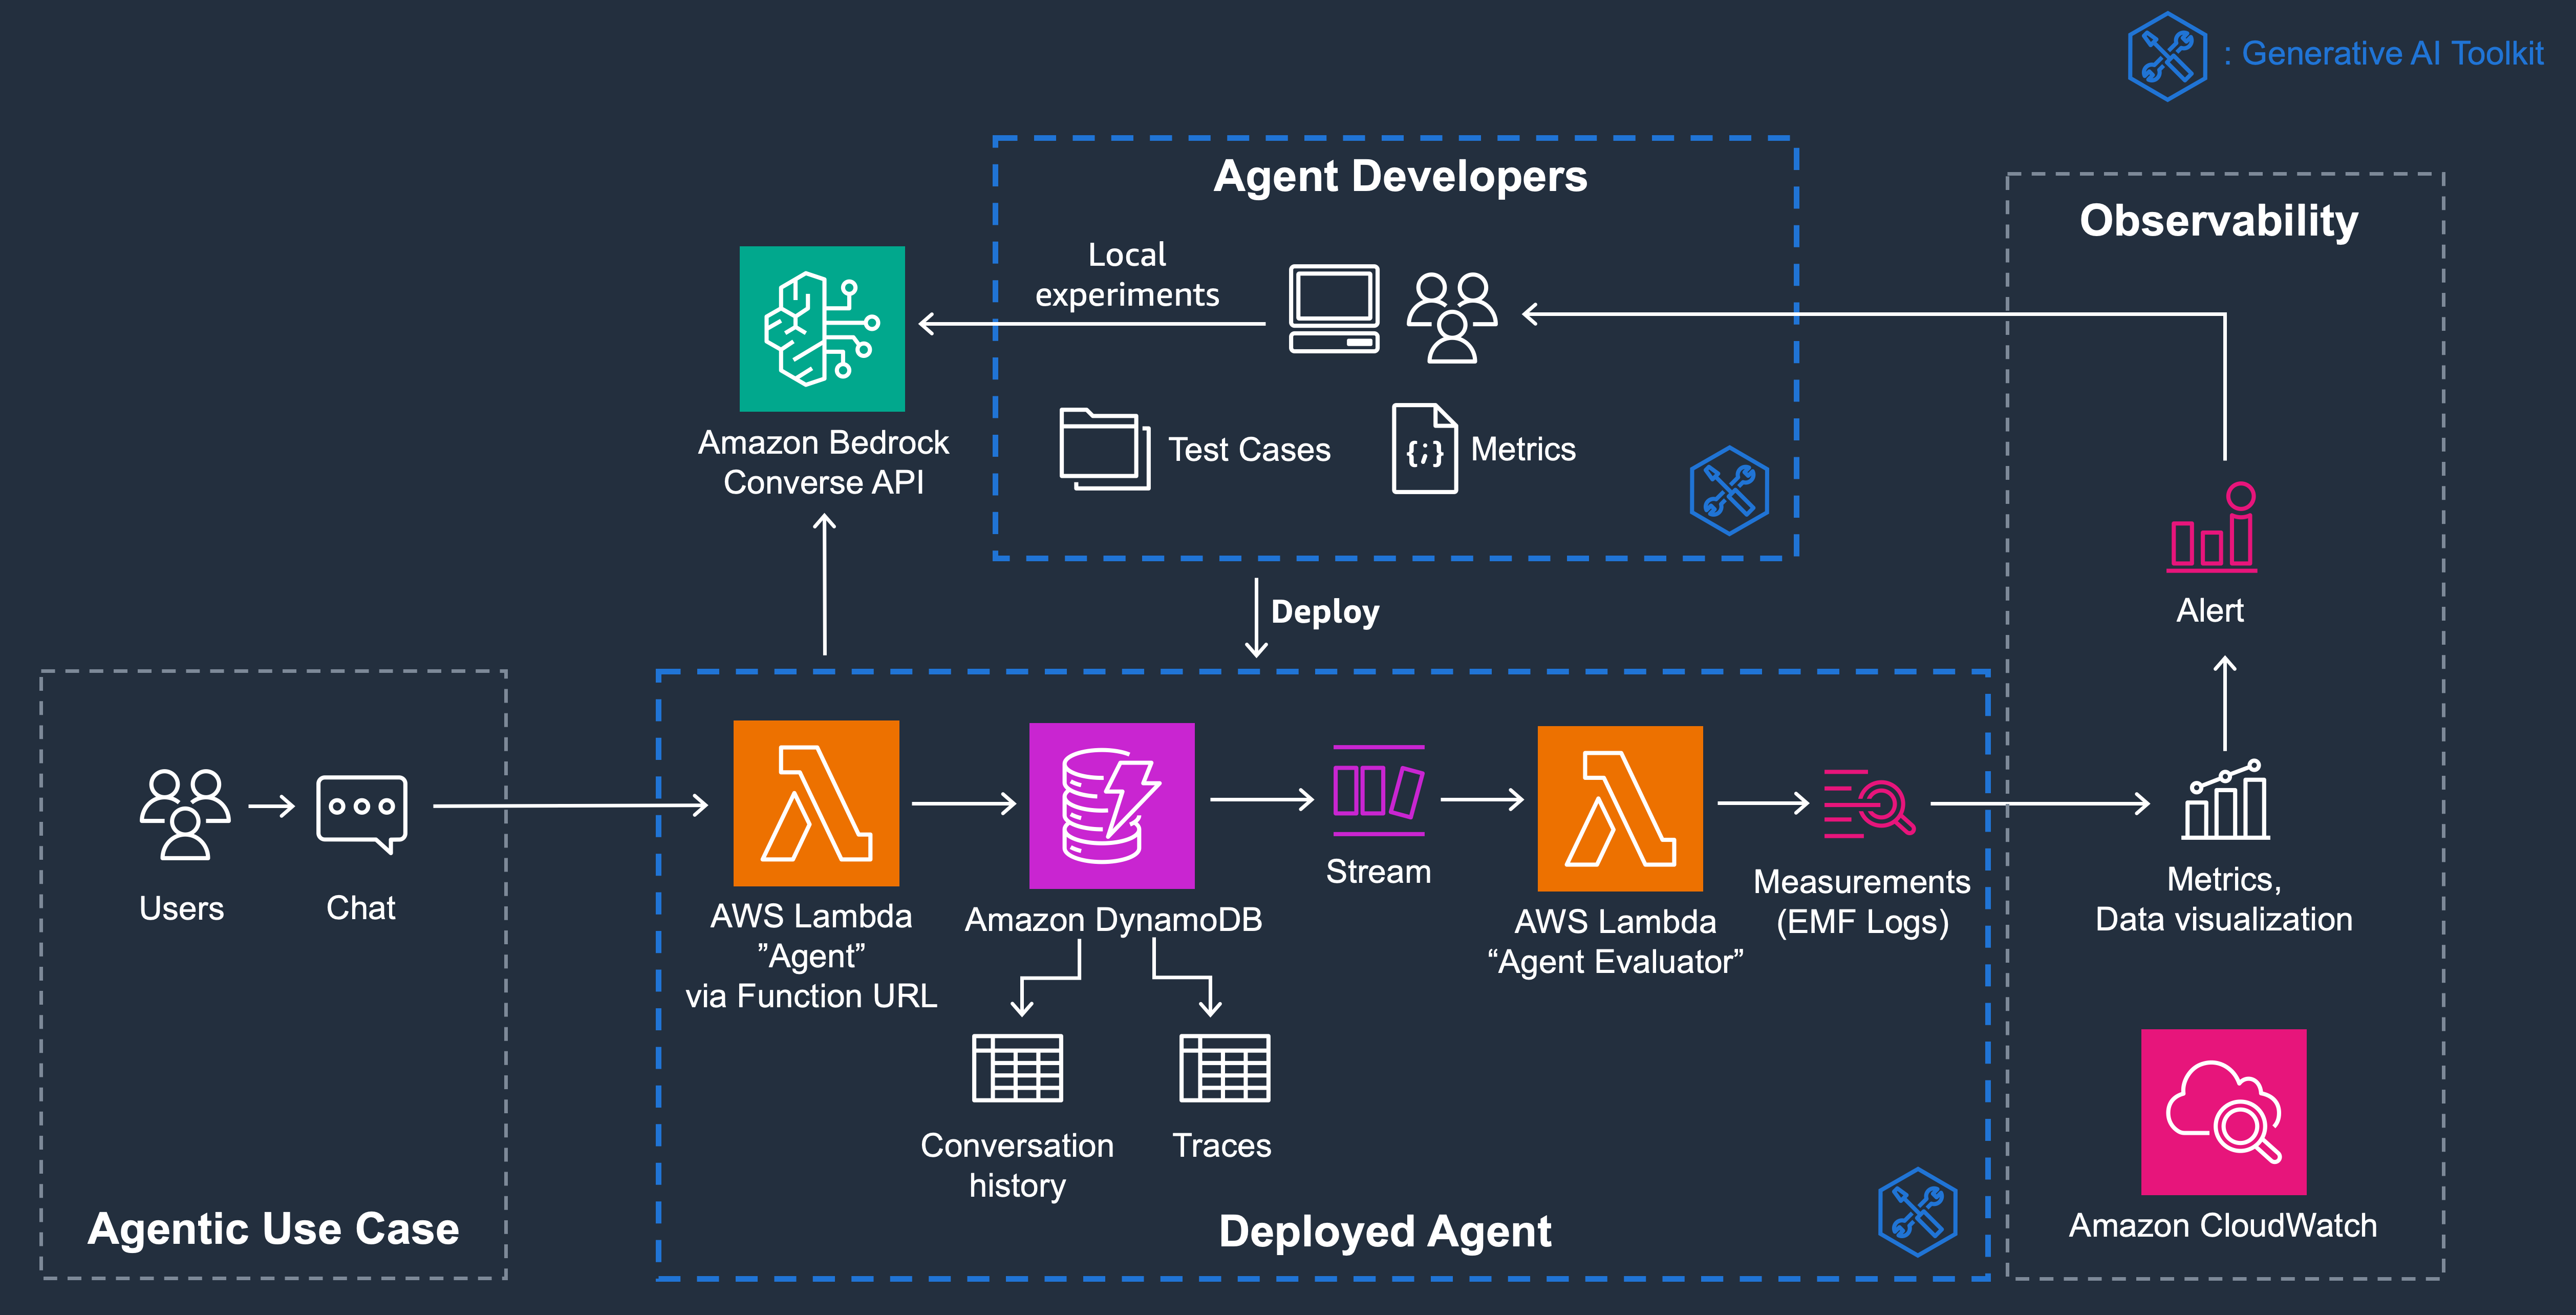 : Generative AI Toolkit
Agent Developers
Observability
Local
experiments
Amazon Bedrock
Converse API
Test Cases
{;}
Metrics
Alert
Deploy
Users
Chat
AWS Lambda
”Agent”
via Function URL
Amazon DynamoDB
Stream
AWS Lambda
“Agent Evaluator”
Measurements
(EMF Logs)
Metrics,
Data visualization
Conversation
history
Traces
Agentic Use Case
Deployed Agent
Amazon CloudWatch